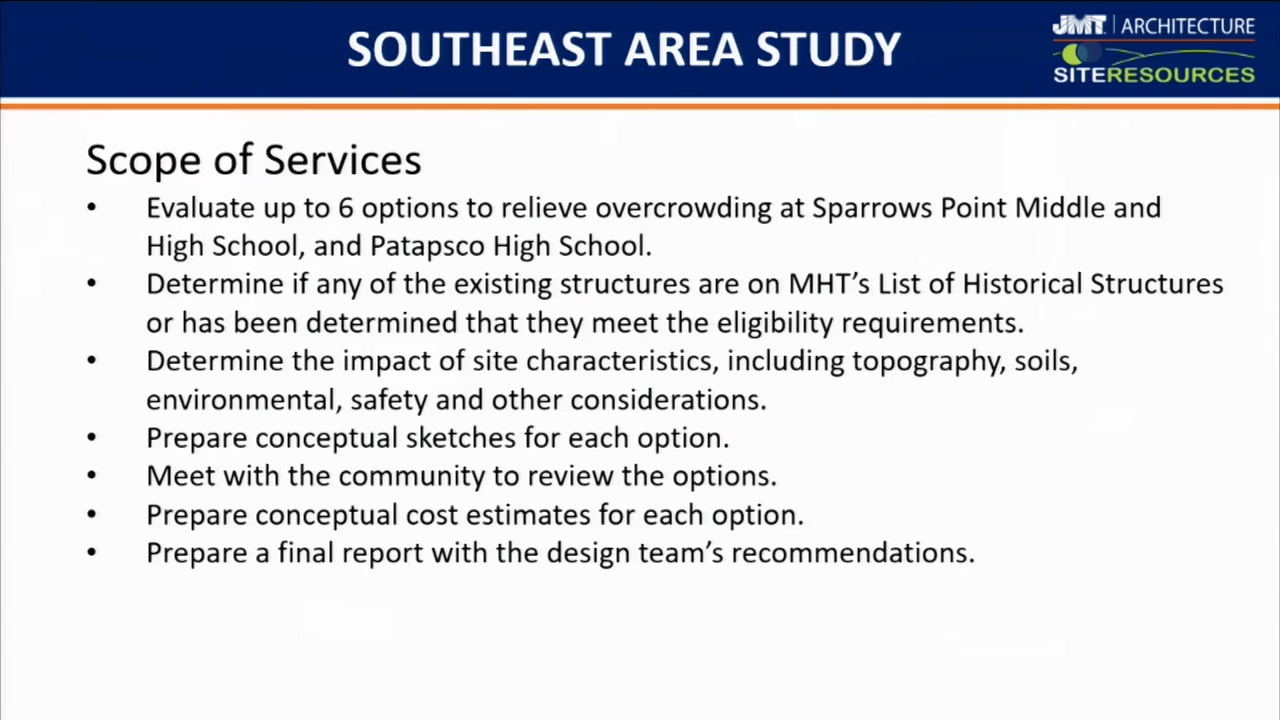 SOUTHEAST AREA STUDY
JMT | ARCHITECTURE
SITERESOURCES
Scope of Services
• Evaluate up to 6 options to relieve overcrowding at Sparrows Point Middle and
High School, and Patapsco High School.
• Determine if any of the existing structures are on MHT’s List of Historical Structures
or has been determined that they meet the eligibility requirements.
• Determine the impact of site characteristics, including topography, soils,
environmental, safety and other considerations.
• Prepare conceptual sketches for each option.
• Meet with the community to review the options.
• Prepare conceptual cost estimates for each option.
• Prepare a final report with the design team’s recommendations.